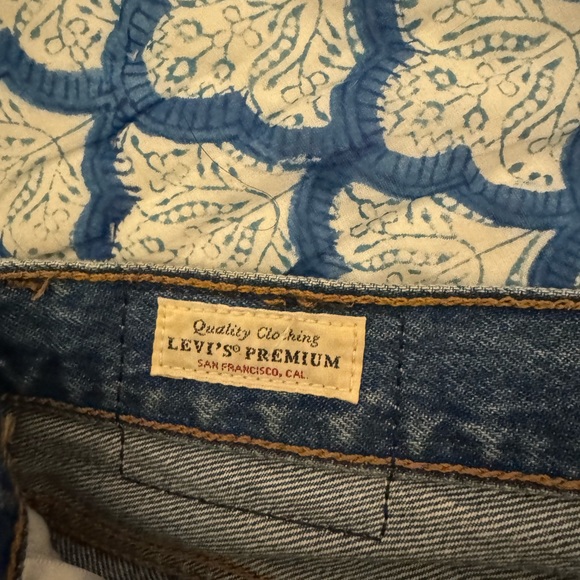 Quality Clothing
LEVI'S® PREMIUM
SAN FRANCISCO, CAL.